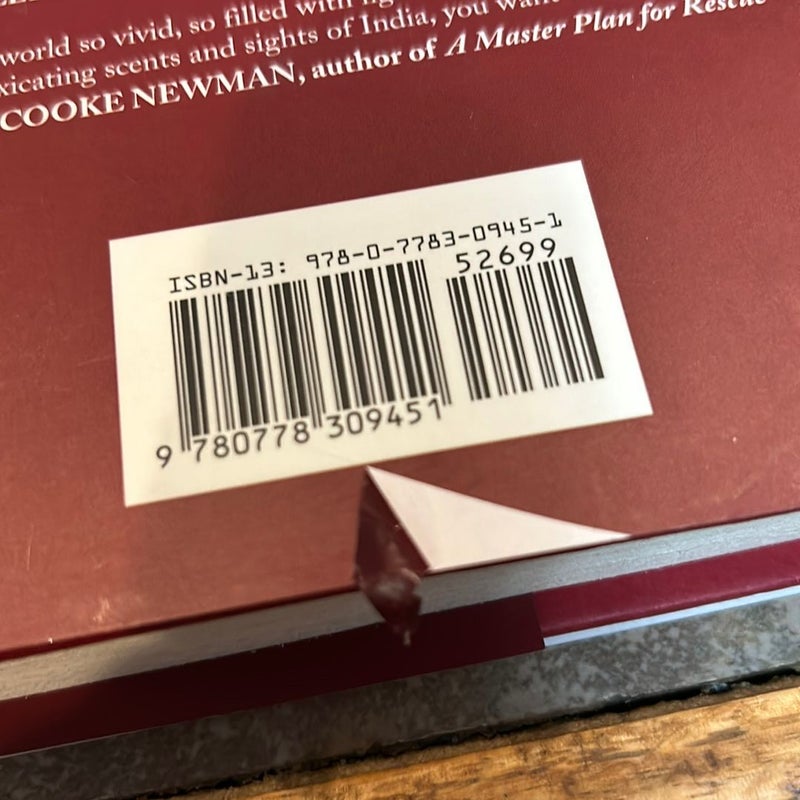 world so vivid, so filled with
xicating scents and sights of India, you want
COOKE NEWMAN, author of A Master Plan for Rescue
ISBN-13: 978-0-7783-0945-1
52699
9 780778 309451